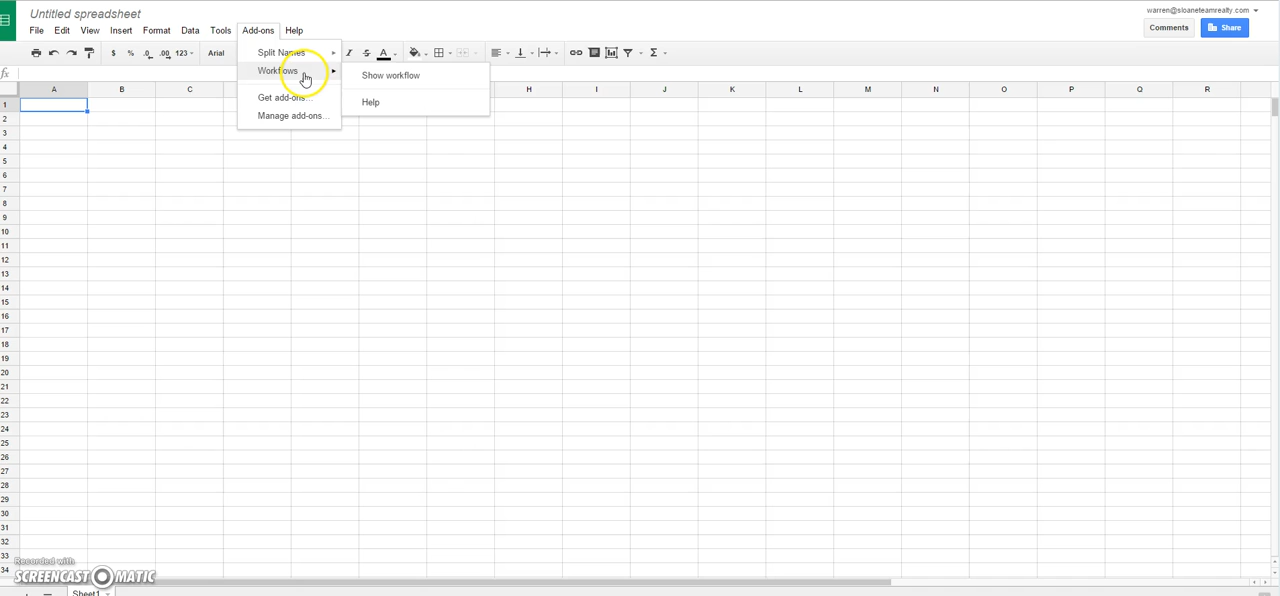 Untitled spreadsheet
warren@sloaneteamrealty.com
File Edit View Insert Format Data Tools Add-ons Help
Comments Share
$ % .0 .00 123 Arial
Split Names
Workflows
Show workflow
Get add-ons...
Help
Manage add-ons...
fx
A B C H I J K L M N O P Q R
1
2
3
4
5
6
7
8
9
10
11
12
13
14
15
16
17
18
19
20
21
22
23
24
25
26
27
28
29
30
31
32
33
34
Recorded with
SCREENCAST-O-MATIC
Sheet1